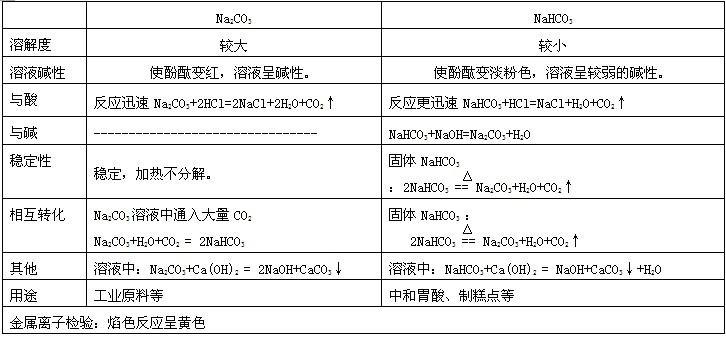 Na₂CO₃ NaHCO₃
溶解度 较大 较小
溶液碱性 使酚酞变红，溶液呈碱性。 使酚酞变淡粉色，溶液呈较弱的碱性。
与酸 反应迅速 Na₂CO₃+2HCl=2NaCl+2H₂O+CO₂↑ 反应更迅速 NaHCO₃+HCl=NaCl+H₂O+CO₂↑
与碱 -------------------------------- NaHCO₃+NaOH=Na₂CO₃+H₂O
稳定性 稳定，加热不分解。 固体 NaHCO₃
△
：2NaHCO₃ == Na₂CO₃+H₂O+CO₂↑
相互转化 Na₂CO₃溶液中通入大量 CO₂ 固体 NaHCO₃：
△
Na₂CO₃+H₂O+CO₂ = 2NaHCO₃ 2NaHCO₃ == Na₂CO₃+H₂O+CO₂↑
其他 溶液中：Na₂CO₃+Ca(OH)₂ = 2NaOH+CaCO₃↓ 溶液中：NaHCO₃+Ca(OH)₂ = NaOH+CaCO₃↓+H₂O
用途 工业原料等 中和胃酸、制糕点等
金属离子检验：焰色反应呈黄色